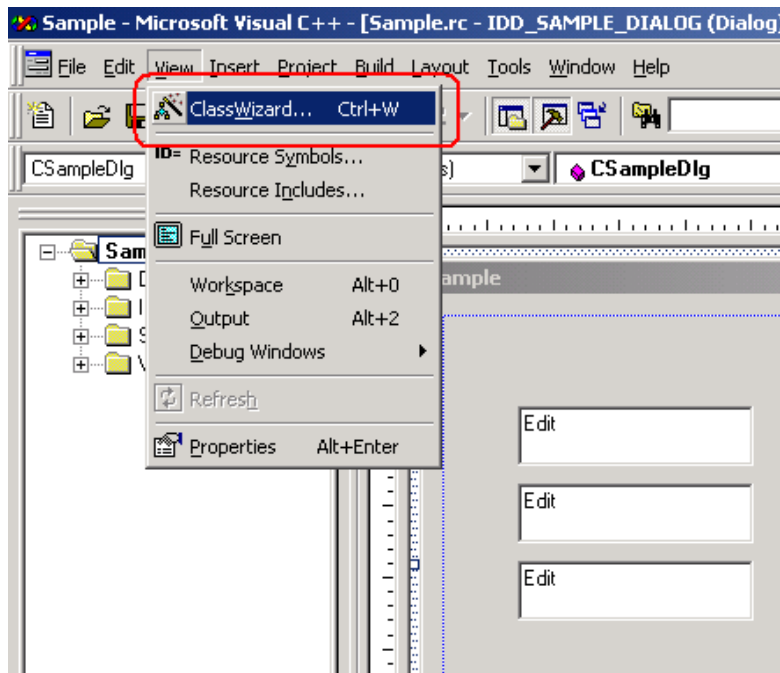 Sample - Microsoft Visual C++ - [Sample.rc - IDD_SAMPLE_DIALOG (Dialog)
File Edit View Insert Project Build Layout Tools Window Help
ClassWizard... Ctrl+W
CSampleDlg s) CSampleDlg
ID= Resource Symbols...
Resource Includes...
Full Screen
Sam
ample
Workspace Alt+0
Output Alt+2
Debug Windows
Refresh
Properties Alt+Enter
Edit
Edit
Edit